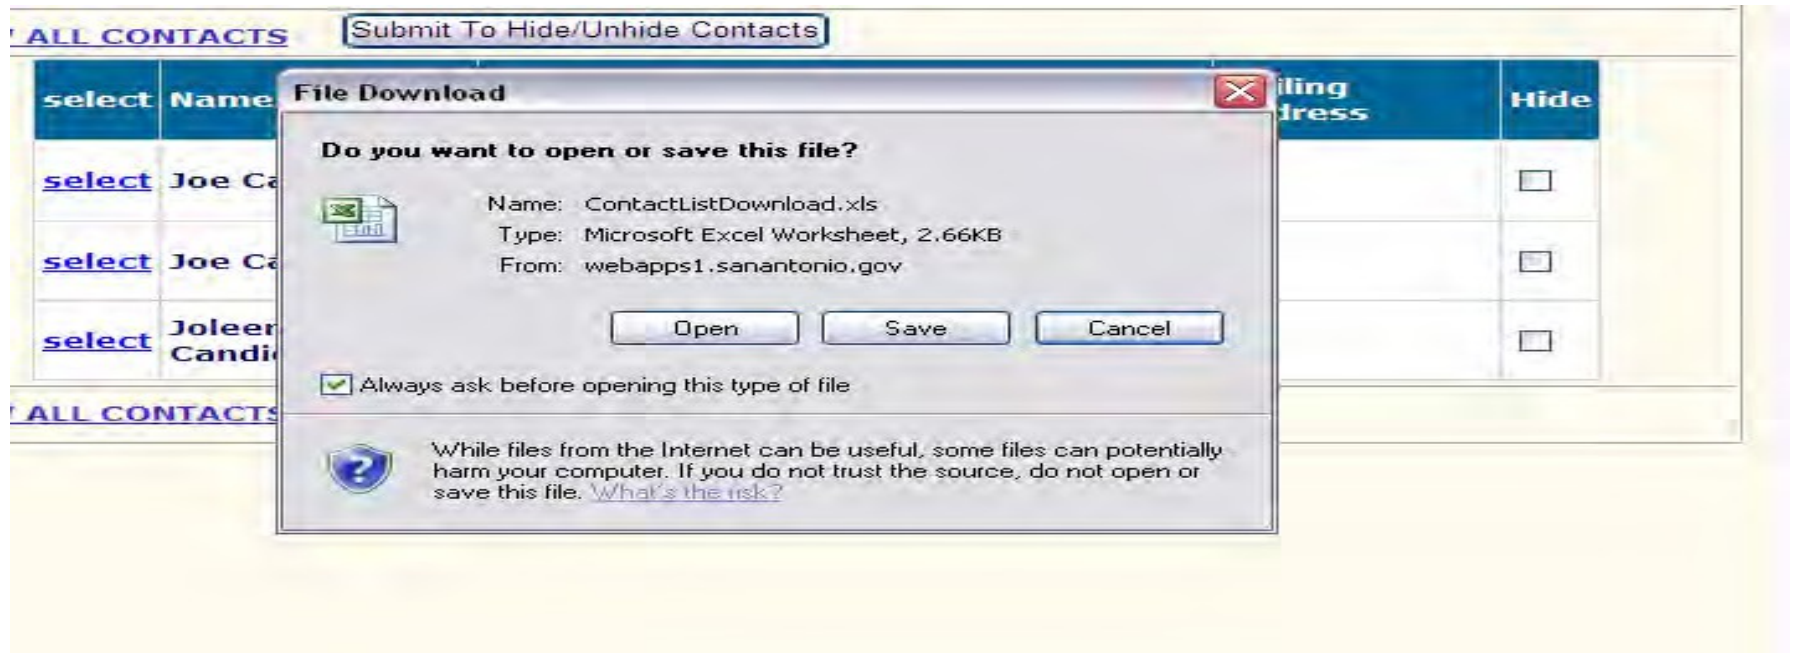 ALL CONTACTS Submit To Hide/Unhide Contacts
select Name File Download iling dress Hide
Do you want to open or save this file?
select Joe Ca
Name: ContactListDownload.xls
Type: Microsoft Excel Worksheet, 2.66KB
select Joe Ca
From: webapps1.sanantonio.gov
select Joleen Candi
Open Save Cancel
Always ask before opening this type of file
ALL CONTACTS
While files from the Internet can be useful, some files can potentially
harm your computer. If you do not trust the source, do not open or
save this file. What's the risk?